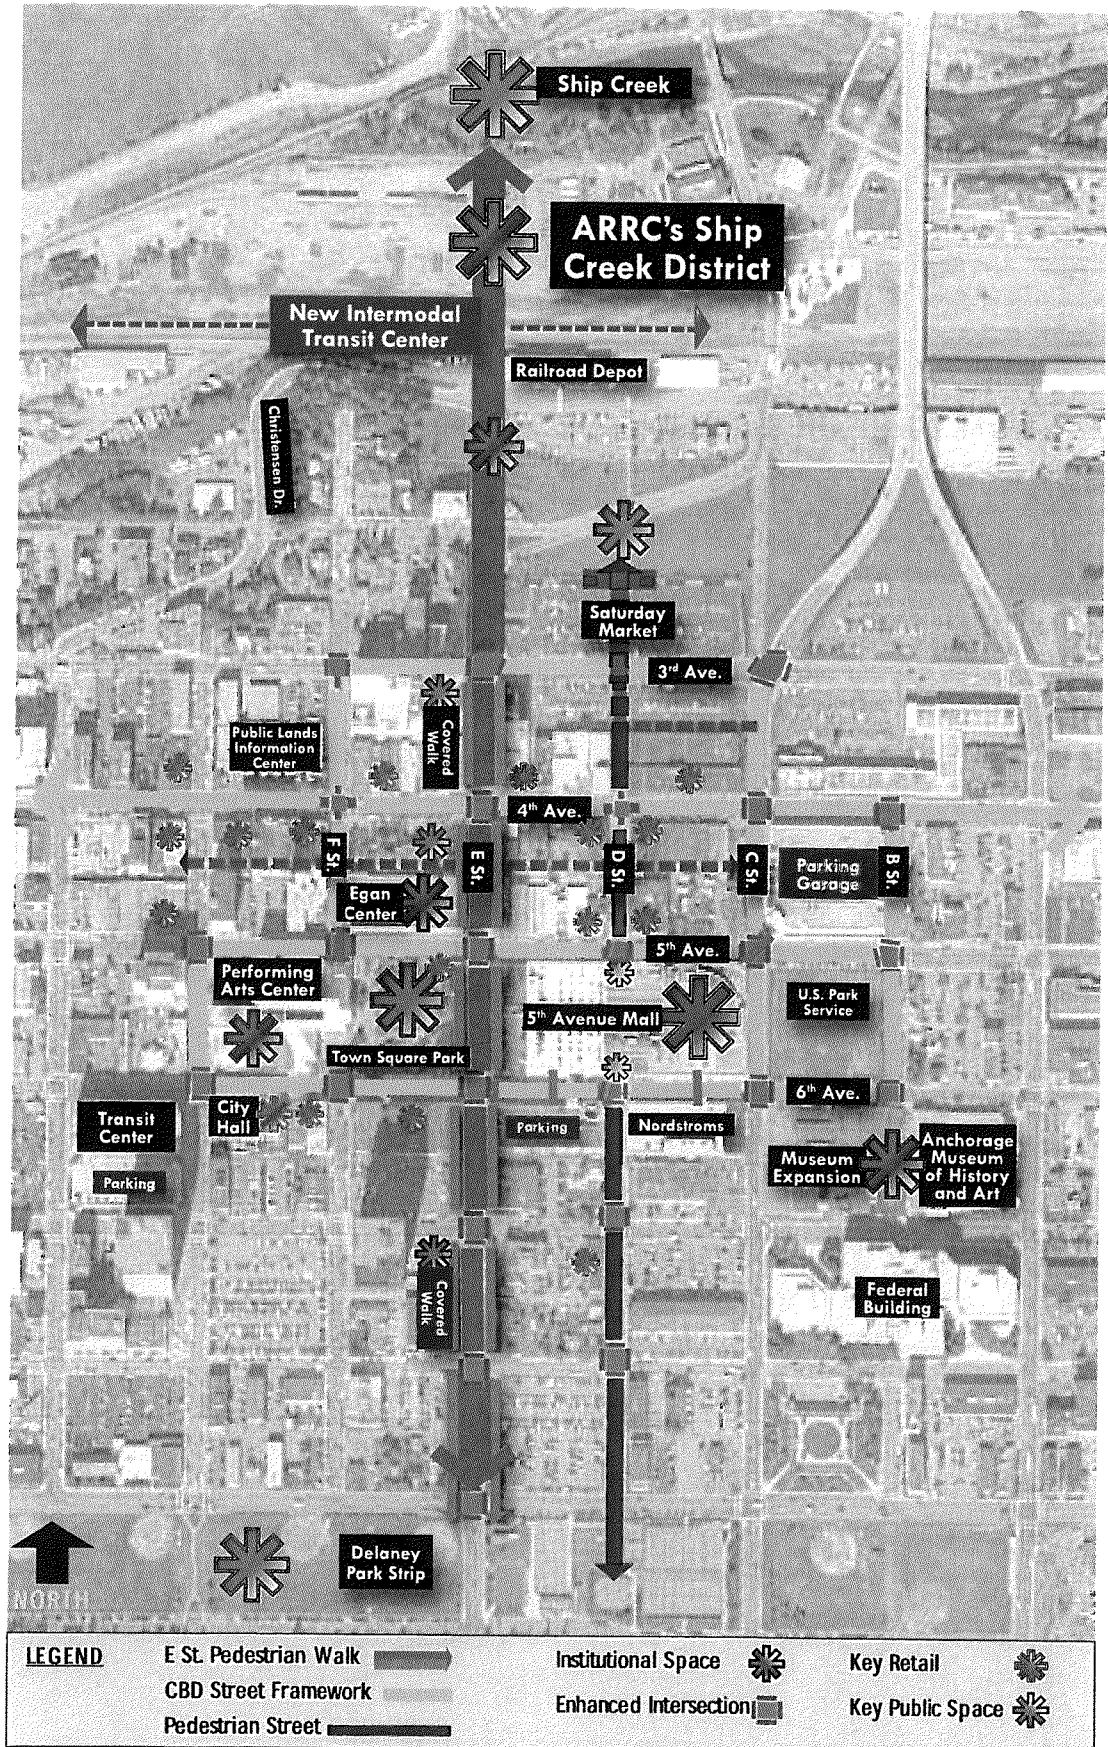 Ship Creek
ARRC's Ship
Creek District
New Intermodal
Transit Center
Railroad Depot
Christensen Dr.
Saturday
Market
3rd Ave.
Covered
Walk
Public Lands
Information
Center
4th Ave.
F St.
E St.
D St.
C St.
Parking
Garage
B St.
Egan
Center
5th Ave.
Performing
Arts Center
5th Avenue Mall
U.S. Park
Service
Town Square Park
6th Ave.
Transit
Center
City
Hall
Parking
Nordstroms
Parking
Museum
Expansion
Anchorage
Museum
of History
and Art
Covered
Walk
Federal
Building
Delaney
Park Strip
NORTH
LEGEND
E St. Pedestrian Walk
CBD Street Framework
Pedestrian Street
Institutional Space
Enhanced Intersection
Key Retail
Key Public Space